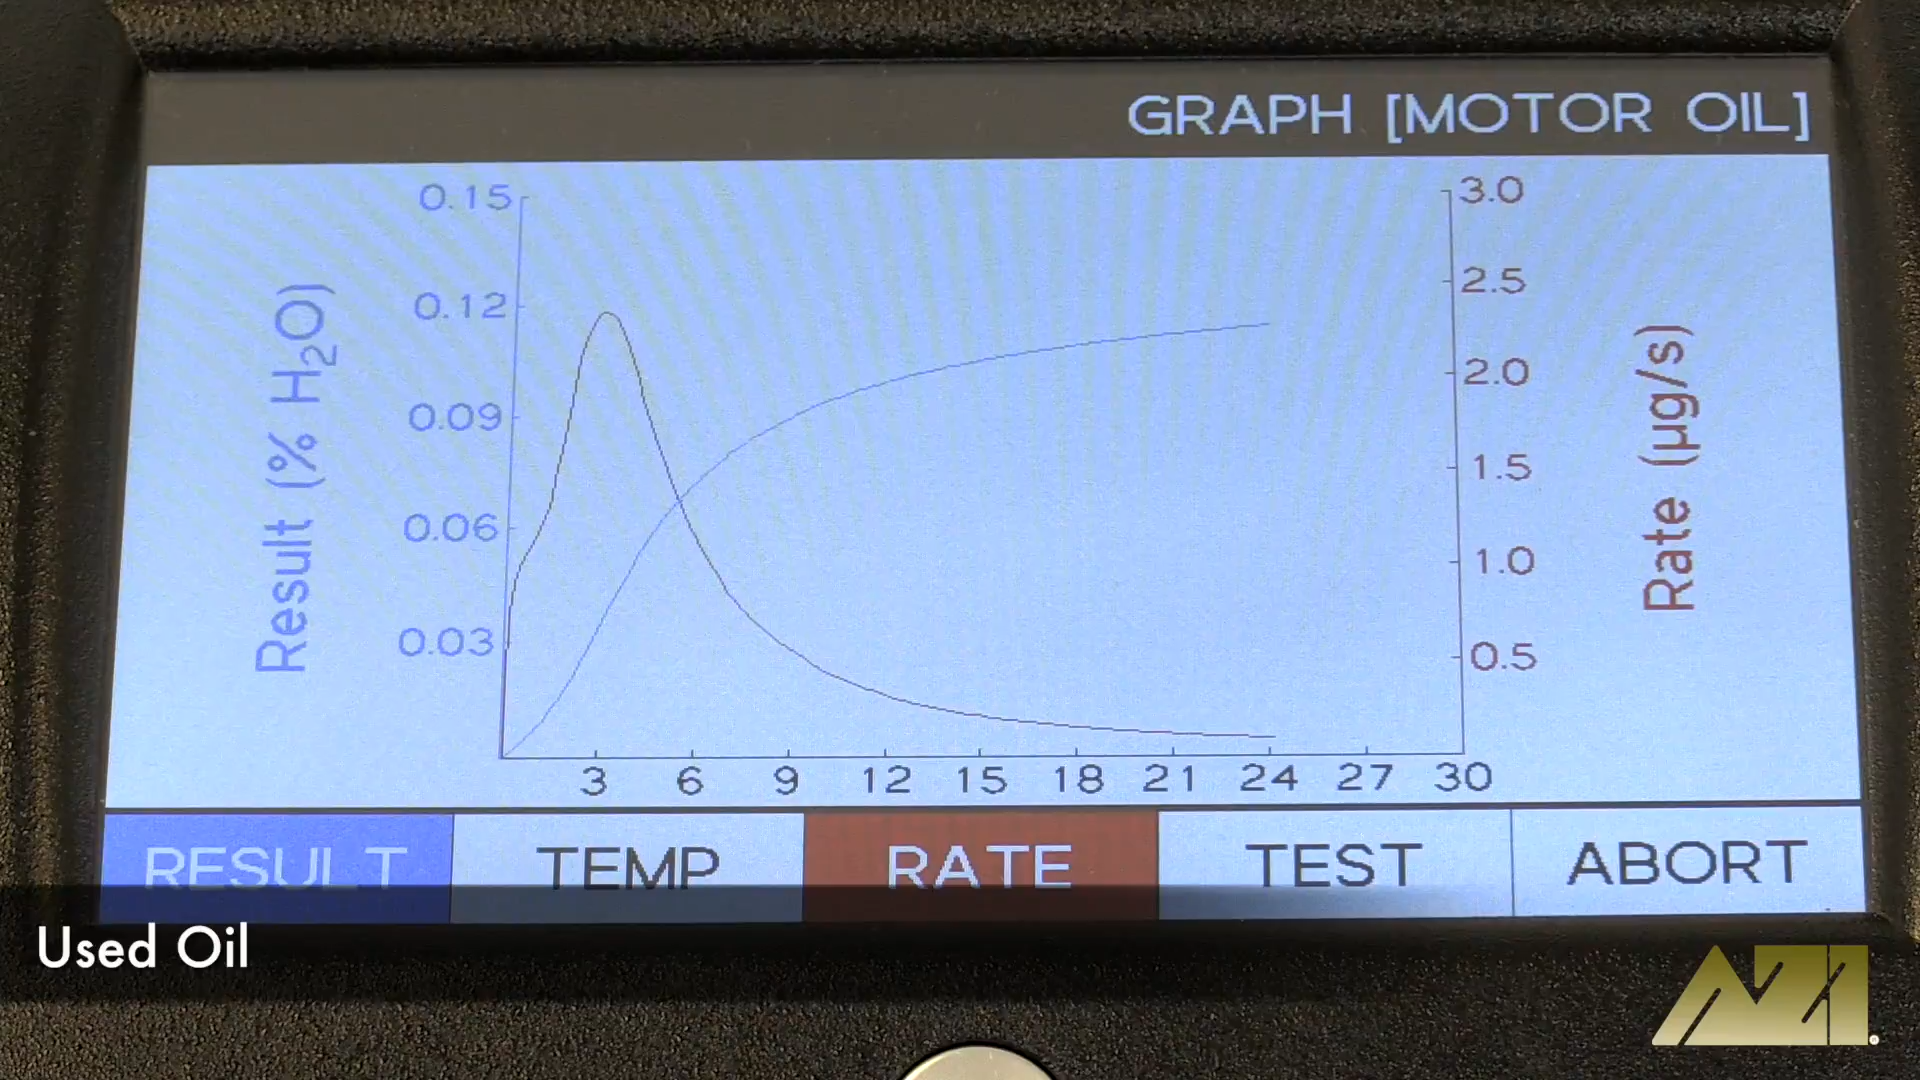 GRAPH [MOTOR OIL]
0.15
0.12
0.09
0.06
0.03
Result (% H₂O)
3.0
2.5
2.0
1.5
1.0
0.5
Rate (µg/s)
3 6 9 12 15 18 21 24 27 30
RESULT TEMP RATE TEST ABORT
Used Oil
AZI®